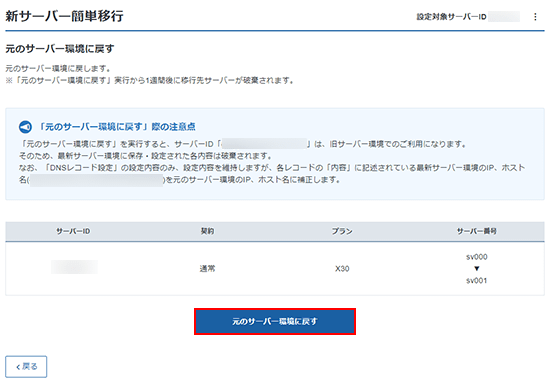 新サーバー簡単移行
設定対象サーバーID
元のサーバー環境に戻す
元のサーバー環境に戻します。
※「元のサーバー環境に戻す」実行から1週間後に移行先サーバーが破棄されます。
「元のサーバー環境に戻す」際の注意点
「元のサーバー環境に戻す」を実行すると、サーバーID「 」は、旧サーバー環境でのご利用になります。
そのため、最新サーバー環境に保存・設定された各内容は破棄されます。
なお、「DNSレコード設定」の設定内容のみ、設定内容を維持しますが、各レコードの「内容」に記述されている最新サーバー環境のIP、ホスト
名( )を元のサーバー環境のIP、ホスト名に補正します。
サーバーID 契約 プラン サーバー番号
sv000
通常 X30 ▼
sv001
元のサーバー環境に戻す
戻る